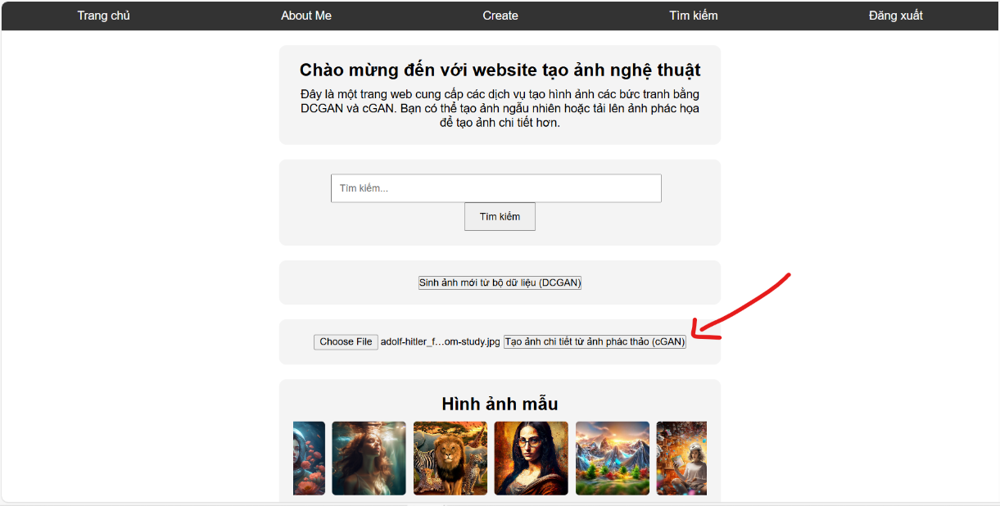 Trang chủ About Me Create Tìm kiếm Đăng xuất
Chào mừng đến với website tạo ảnh nghệ thuật
Đây là một trang web cung cấp các dịch vụ tạo hình ảnh các bức tranh bằng
DCGAN và cGAN. Bạn có thể tạo ảnh ngẫu nhiên hoặc tải lên ảnh phác họa
để tạo ảnh chi tiết hơn.
Tìm kiếm...
Tìm kiếm
Sinh ảnh mới từ bộ dữ liệu (DCGAN)
Choose File adolf-hitler_f...om-study.jpg Tạo ảnh chi tiết từ ảnh phác thảo (cGAN)
Hình ảnh mẫu